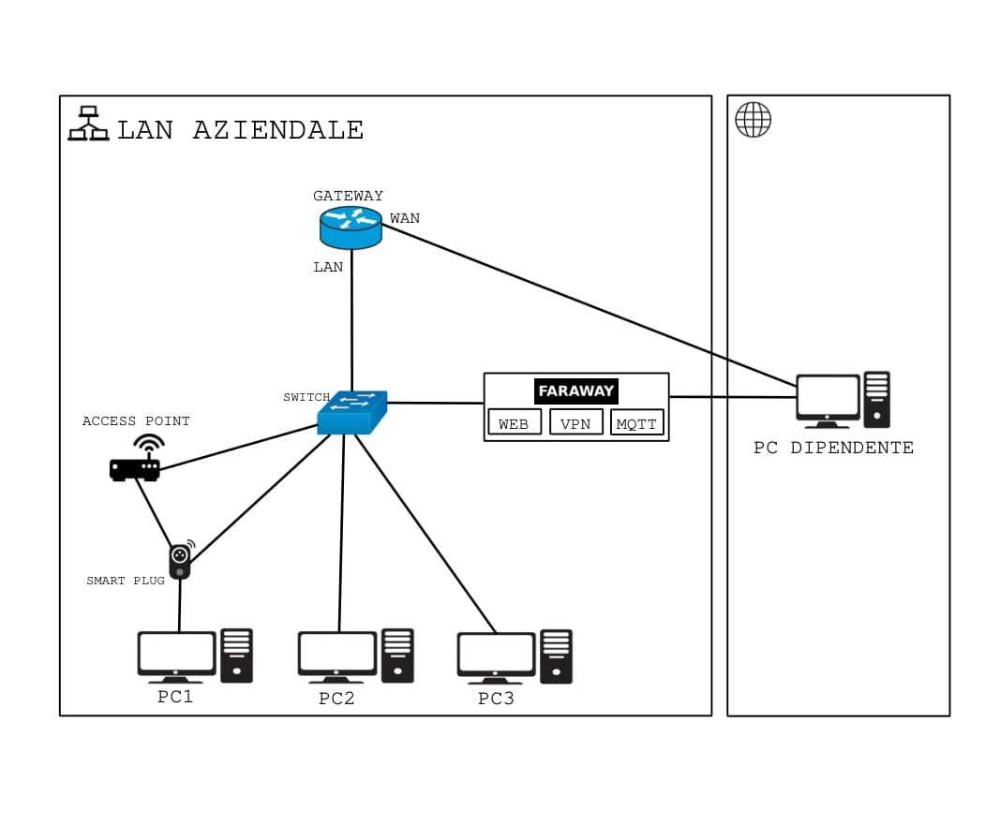 LAN AZIENDALE
GATEWAY
WAN
LAN
SWITCH
FARAWAY
WEB
VPN
MQTT
ACCESS POINT
PC DIPENDENTE
SMART PLUG
PC1
PC2
PC3